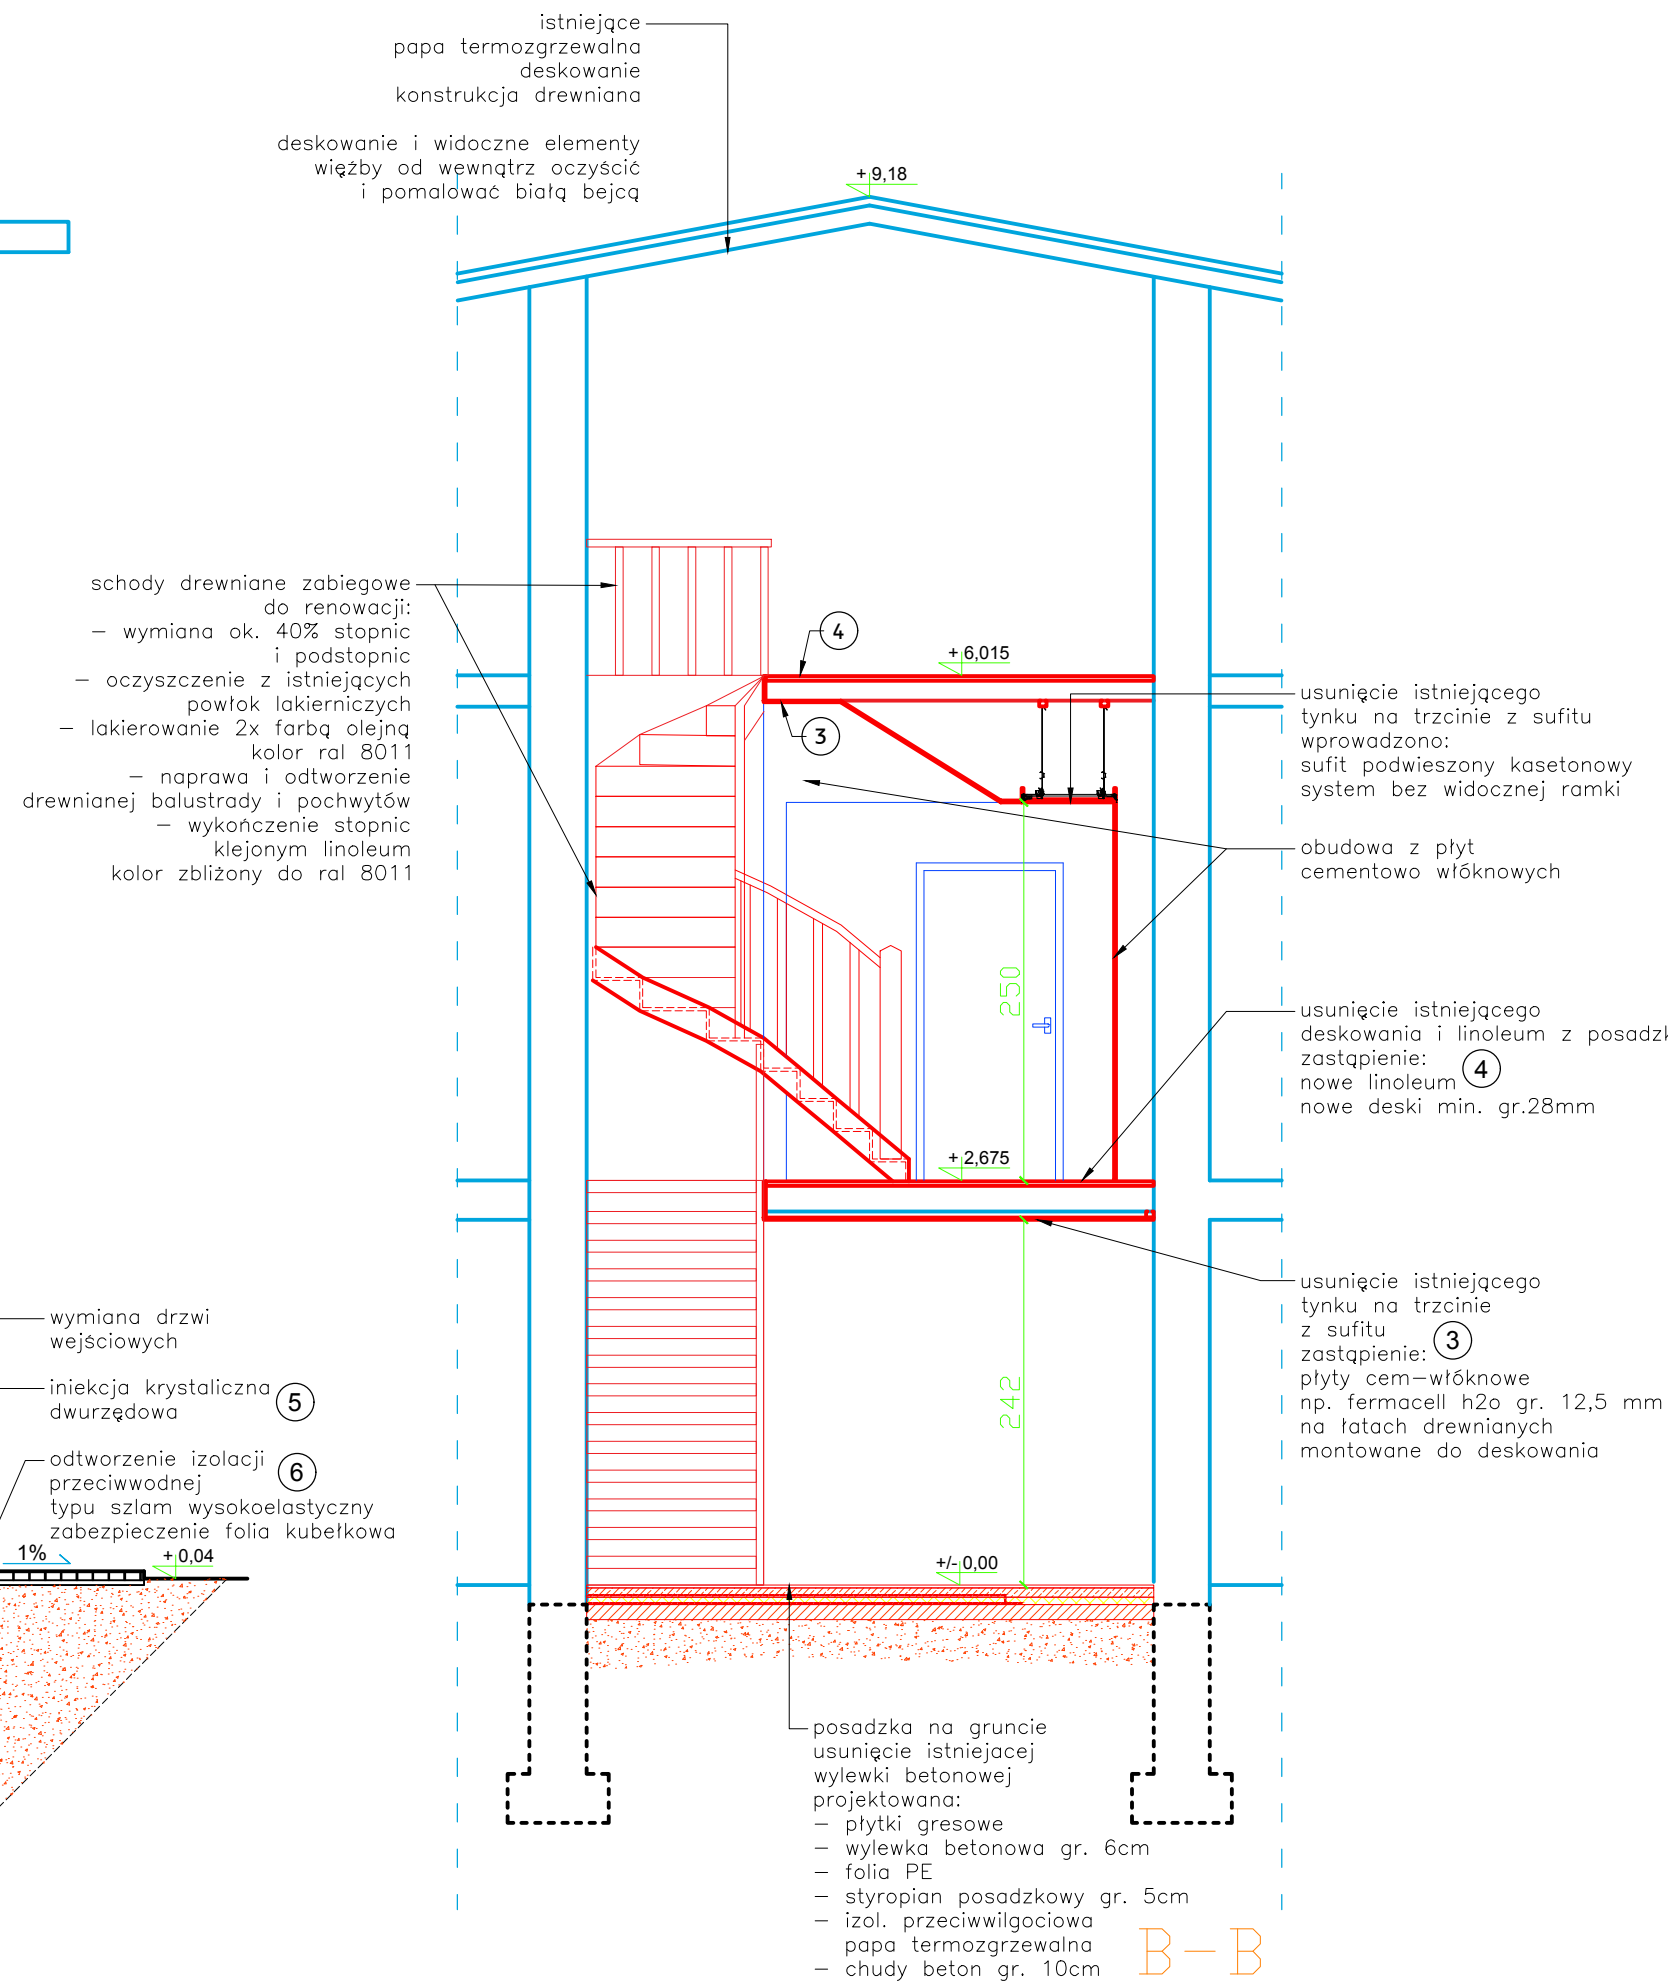 istniejące
papa termozgrzewalna
deskowanie
konstrukcja drewniana
deskowanie i widoczne elementy
więźby od wewnątrz oczyścić
i pomalować białą bejcą
+ 9,18
schody drewniane zabiegowe
do renowacji:
– wymiana ok. 40% stopnic
i podstopnic
– oczyszczenie z istniejących
powłok lakierniczych
– lakierowanie 2x farbą olejną
kolor ral 8011
– naprawa i odtworzenie
drewnianej balustrady i pochwytów
– wykończenie stopnic
klejonym linoleum
kolor zbliżony do ral 8011
4
+ 6,015
3
usunięcie istniejącego
tynku na trzcinie z sufitu
wprowadzono:
sufit podwieszony kasetonowy
system bez widocznej ramki
obudowa z płyt
cementowo włóknowych
250
usunięcie istniejącego
deskowania i linoleum z
zastąpienie:
nowe linoleum 4
nowe deski min. gr.28mm
+ 2,675
usunięcie istniejącego
tynku na trzcinie
z sufitu
zastąpienie: 3
płyty cem–włóknowe
np. fermacell h2o gr. 12,5 mm
na łatach drewnianych
montowane do deskowania
242
wymiana drzwi
wejściowych
iniekcja krystaliczna 5
dwurzędowa
odtworzenie izolacji 6
przeciwwodnej
typu szlam wysokoelastyczny
zabezpieczenie folia kubełkowa
1%
+ 0,04
+/- 0,00
posadzka na gruncie
usunięcie istniejacej
wylewki betonowej
projektowana:
– płytki gresowe
– wylewka betonowa gr. 6cm
– folia PE
– styropian posadzkowy gr. 5cm
– izol. przeciwwilgociowa
papa termozgrzewalna
– chudy beton gr. 10cm
B–B